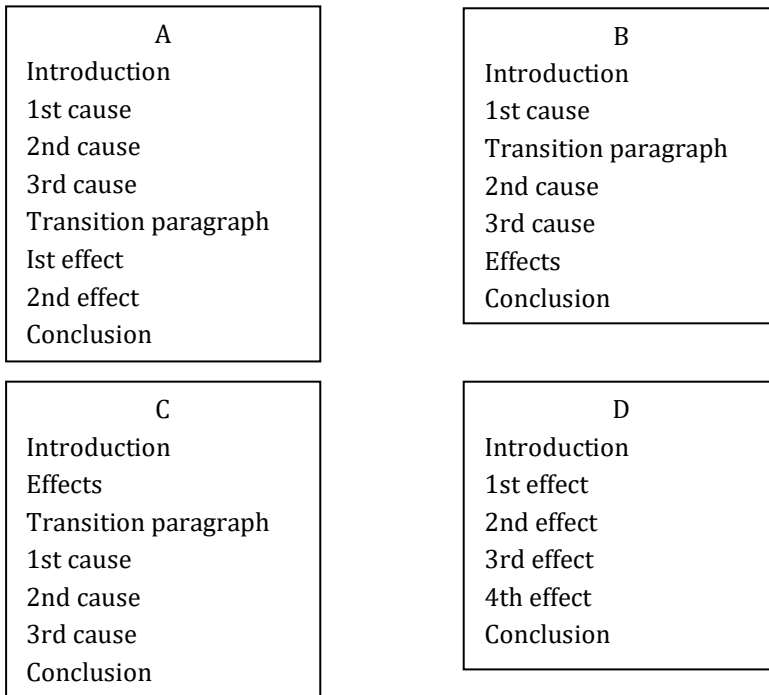 A
Introduction
1st cause
2nd cause
3rd cause
Transition paragraph
Ist effect
2nd effect
Conclusion
B
Introduction
1st cause
Transition paragraph
2nd cause
3rd cause
Effects
Conclusion
C
Introduction
Effects
Transition paragraph
1st cause
2nd cause
3rd cause
Conclusion
D
Introduction
1st effect
2nd effect
3rd effect
4th effect
Conclusion